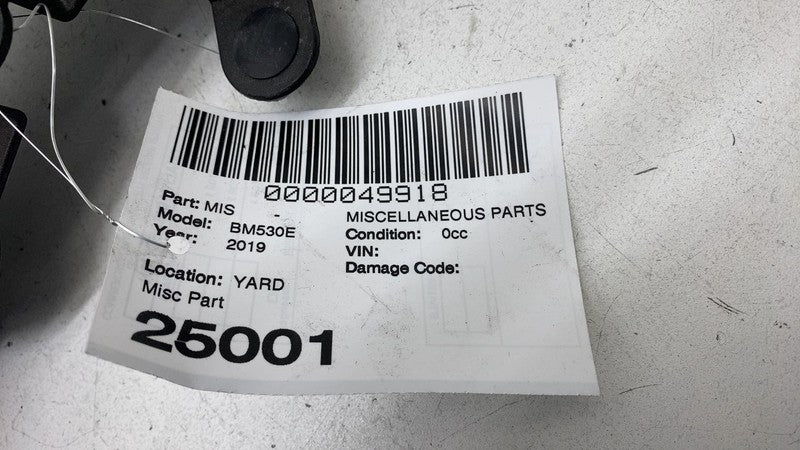 0000049918
Part: MIS - MISCELLANEOUS PARTS
Model: BM530E Condition: 0cc
Year: 2019 VIN:
Location: YARD Damage Code:
Misc Part
25001